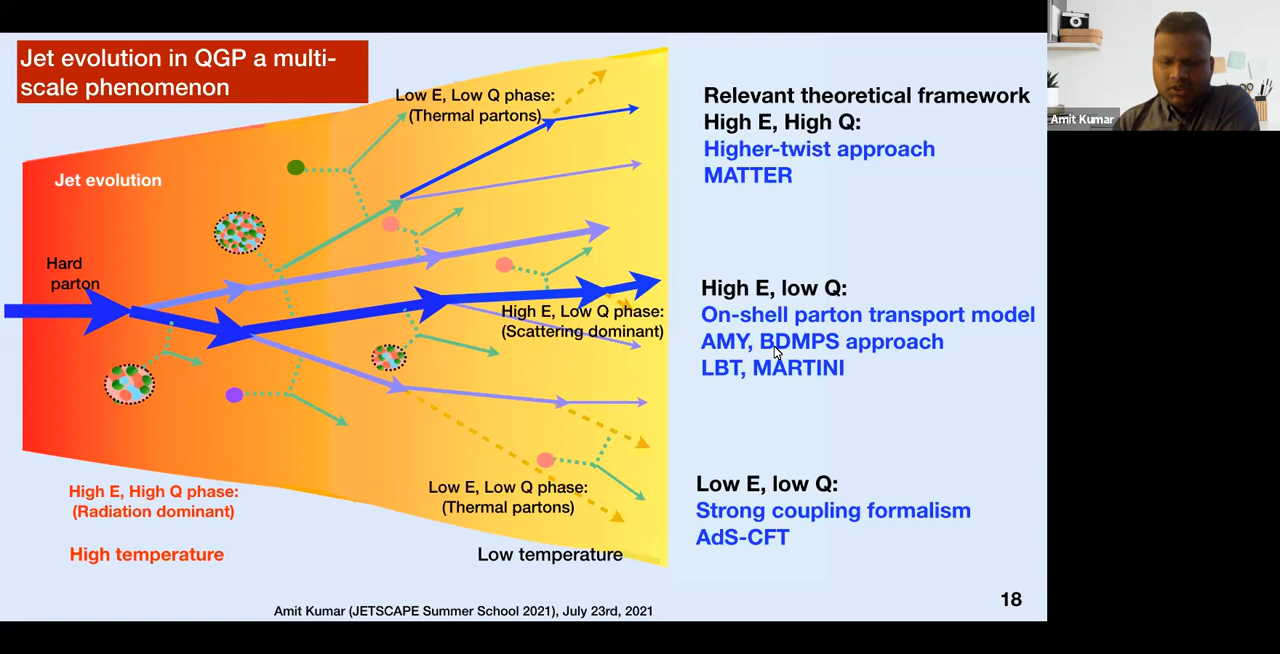 Jet evolution in QGP a multi-
scale phenomenon
Low E, Low Q phase:
(Thermal partons)
Jet evolution
Hard
parton
High E, Low Q phase:
(Scattering dominant)
Low E, Low Q phase:
(Thermal partons)
High E, High Q phase:
(Radiation dominant)
High temperature
Low temperature
Relevant theoretical framework
High E, High Q:
Higher-twist approach
MATTER
High E, low Q:
On-shell parton transport model
AMY, BDMPS approach
LBT, MARTINI
Low E, low Q:
Strong coupling formalism
AdS-CFT
Amit Kumar (JETSCAPE Summer School 2021), July 23rd, 2021
18
Amit Kumar